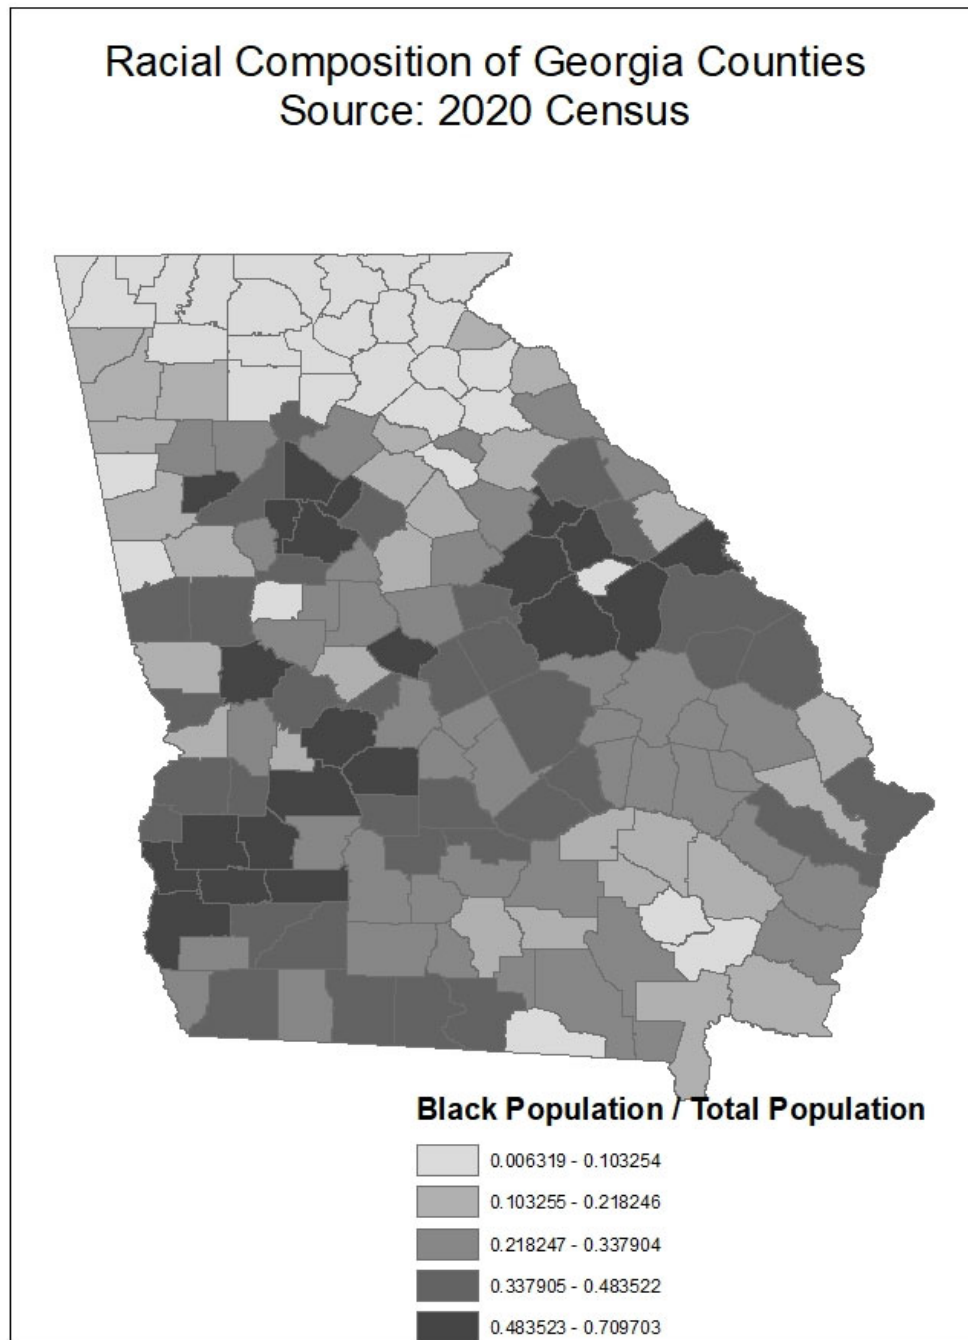 Racial Composition of Georgia Counties
Source: 2020 Census
Black Population / Total Population
0.006319 - 0.103254
0.103255 - 0.218246
0.218247 - 0.337904
0.337905 - 0.483522
0.483523 - 0.709703